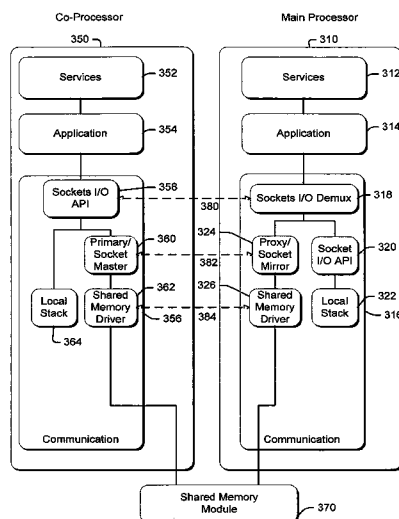 Co-Processor
350
Services
352
Application
354
Sockets I/O
API
358
Primary/
Socket
Master
360
Local
Stack
364
Shared
Memory
Driver
362
356
Communication
Main Processor
310
Services
312
Application
314
Sockets I/O Demux
318
380
324
Proxy/
Socket
Mirror
382
Socket
I/O API
320
326
Shared
Memory
Driver
384
Local
Stack
322
316
Communication
Shared Memory
Module
370